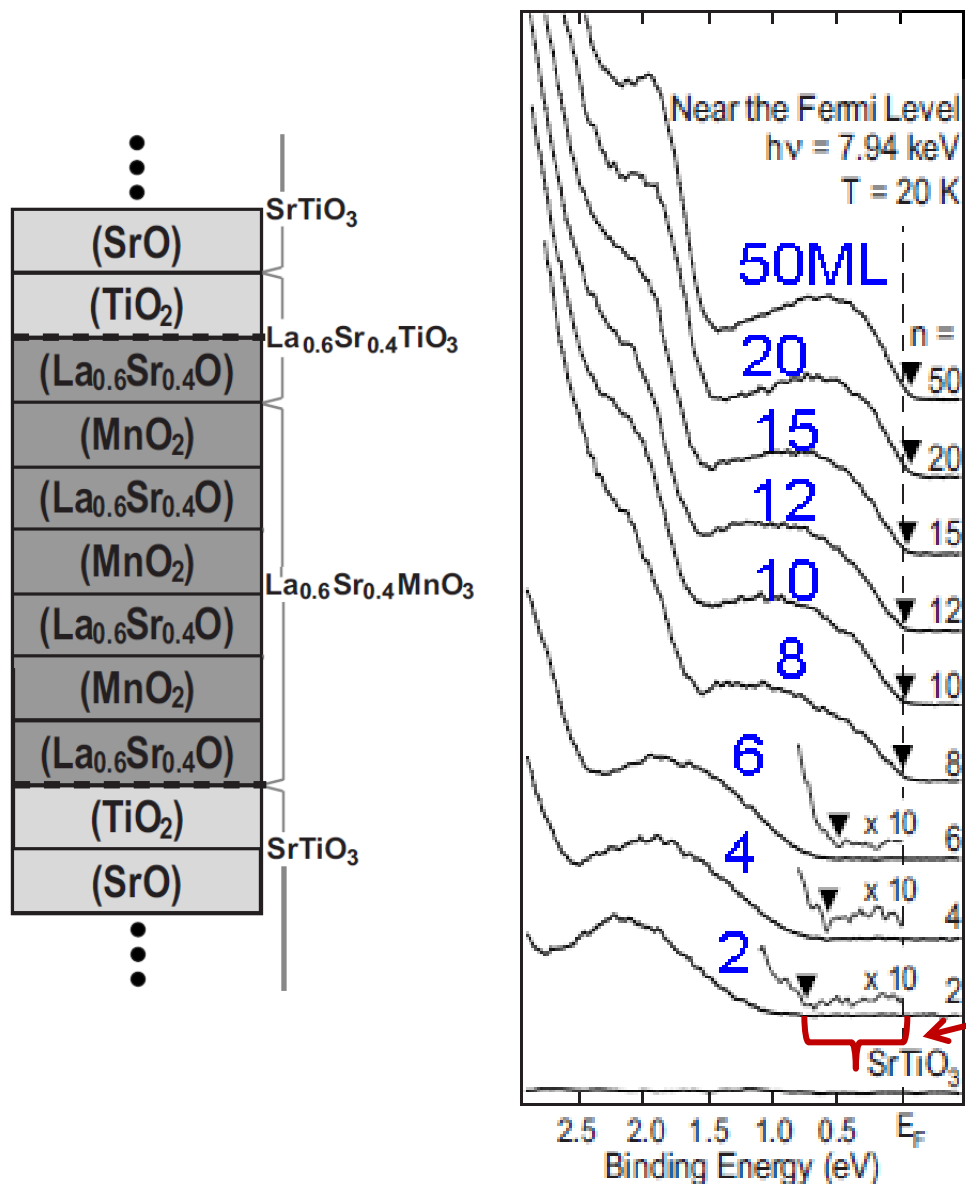 SrTiO₃
(SrO)
(TiO₂)
La₀.₆Sr₀.₄TiO₃
(La₀.₆Sr₀.₄O)
(MnO₂)
(La₀.₆Sr₀.₄O)
(MnO₂)
La₀.₆Sr₀.₄MnO₃
(La₀.₆Sr₀.₄O)
(MnO₂)
(La₀.₆Sr₀.₄O)
(TiO₂)
SrTiO₃
(SrO)
Near the Fermi Level
hν = 7.94 keV
T = 20 K
50ML
n =
50
20
20
15
15
12
12
10
10
8
8
6
x 10
6
4
x 10
4
2
x 10
2
SrTiO₃
2.5 2.0 1.5 1.0 0.5 E_F
Binding Energy (eV)